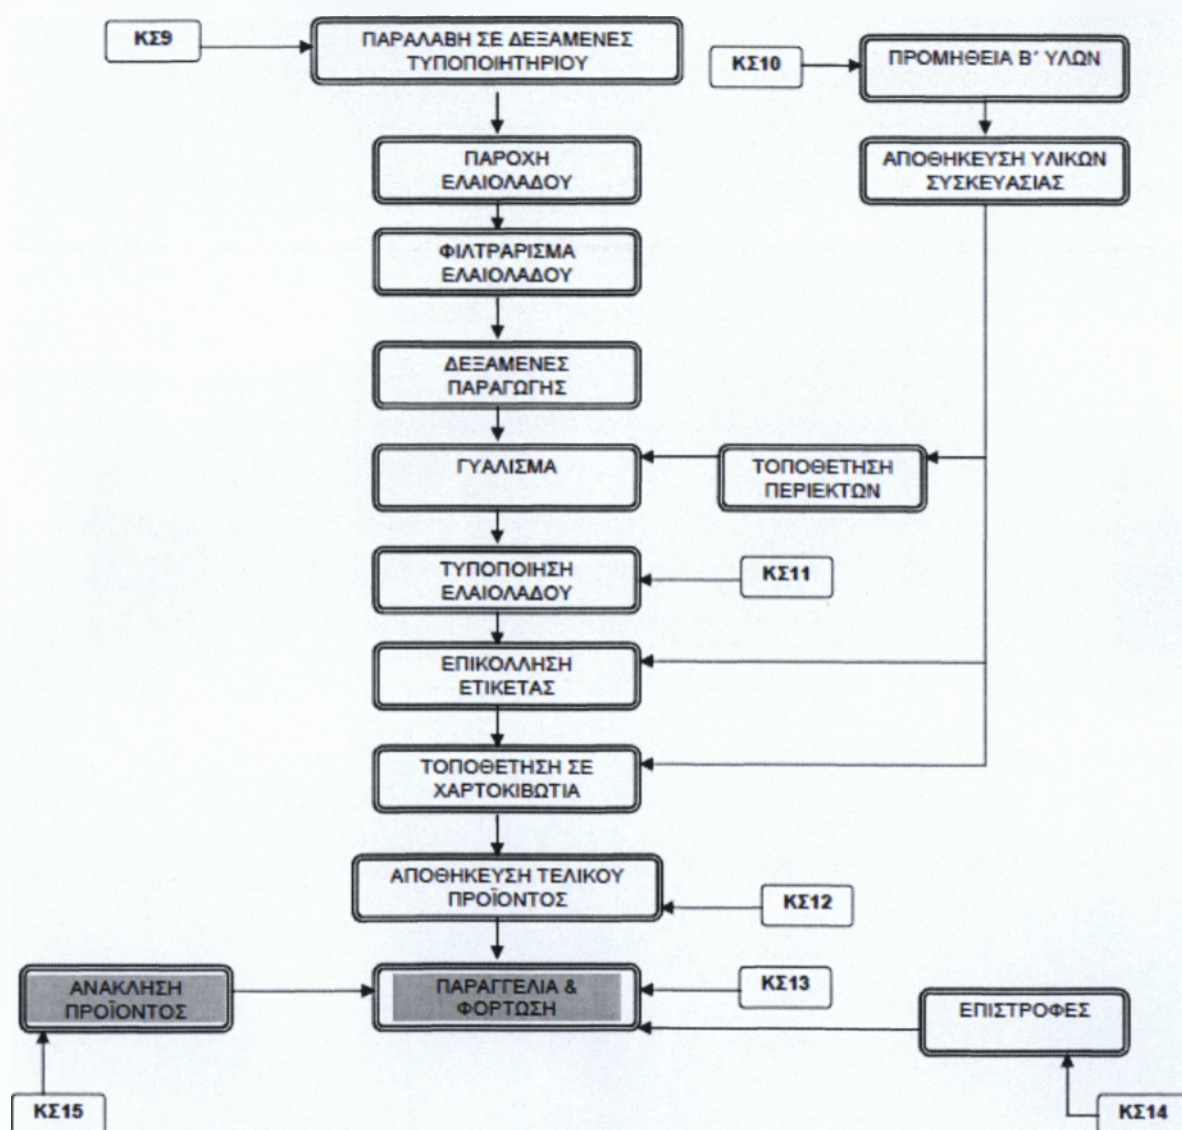 ΚΣ9
ΠΑΡΑΛΑΒΗ ΣΕ ΔΕΞΑΜΕΝΕΣ
ΤΥΠΟΠΟΙΗΤΗΡΙΟΥ
ΚΣ10
ΠΡΟΜΗΘΕΙΑ Β΄ ΥΛΩΝ
ΠΑΡΟΧΗ
ΕΛΑΙΟΛΑΔΟΥ
ΑΠΟΘΗΚΕΥΣΗ ΥΛΙΚΩΝ
ΣΥΣΚΕΥΑΣΙΑΣ
ΦΙΛΤΡΑΡΙΣΜΑ
ΕΛΑΙΟΛΑΔΟΥ
ΔΕΞΑΜΕΝΕΣ
ΠΑΡΑΓΩΓΗΣ
ΓΥΑΛΙΣΜΑ
ΤΟΠΟΘΕΤΗΣΗ
ΠΕΡΙΕΚΤΩΝ
ΤΥΠΟΠΟΙΗΣΗ
ΕΛΑΙΟΛΑΔΟΥ
ΚΣ11
ΕΠΙΚΟΛΛΗΣΗ
ΕΤΙΚΕΤΑΣ
ΤΟΠΟΘΕΤΗΣΗ ΣΕ
ΧΑΡΤΟΚΙΒΩΤΙΑ
ΑΠΟΘΗΚΕΥΣΗ ΤΕΛΙΚΟΥ
ΠΡΟΪΟΝΤΟΣ
ΚΣ12
ΑΝΑΚΛΗΣΗ
ΠΡΟΪΟΝΤΟΣ
ΠΑΡΑΓΓΕΛΙΑ &
ΦΟΡΤΩΣΗ
ΚΣ13
ΕΠΙΣΤΡΟΦΕΣ
ΚΣ15
ΚΣ14